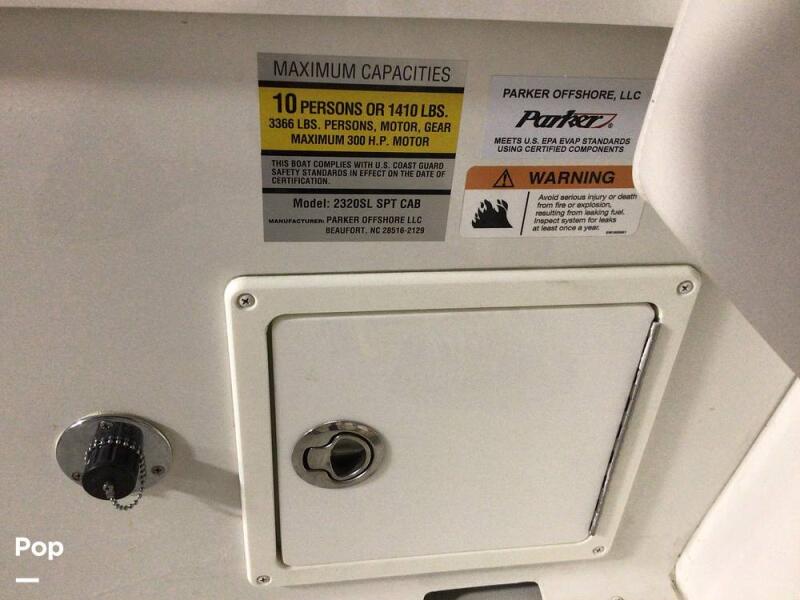 MAXIMUM CAPACITIES
10 PERSONS OR 1410 LBS.
3366 LBS. PERSONS, MOTOR, GEAR
MAXIMUM 300 H.P. MOTOR
THIS BOAT COMPLIES WITH U.S. COAST GUARD
SAFETY STANDARDS IN EFFECT ON THE DATE OF
CERTIFICATION.
Model: 2320SL SPT CAB
MANUFACTURER: PARKER OFFSHORE LLC
BEAUFORT, NC 28516-2129
PARKER OFFSHORE, LLC
Parker®
MEETS U.S. EPA EVAP STANDARDS
USING CERTIFIED COMPONENTS
WARNING
Avoid serious injury or death
from fire or explosion,
resulting from leaking fuel.
Inspect system for leaks
at least once a year.
Pop